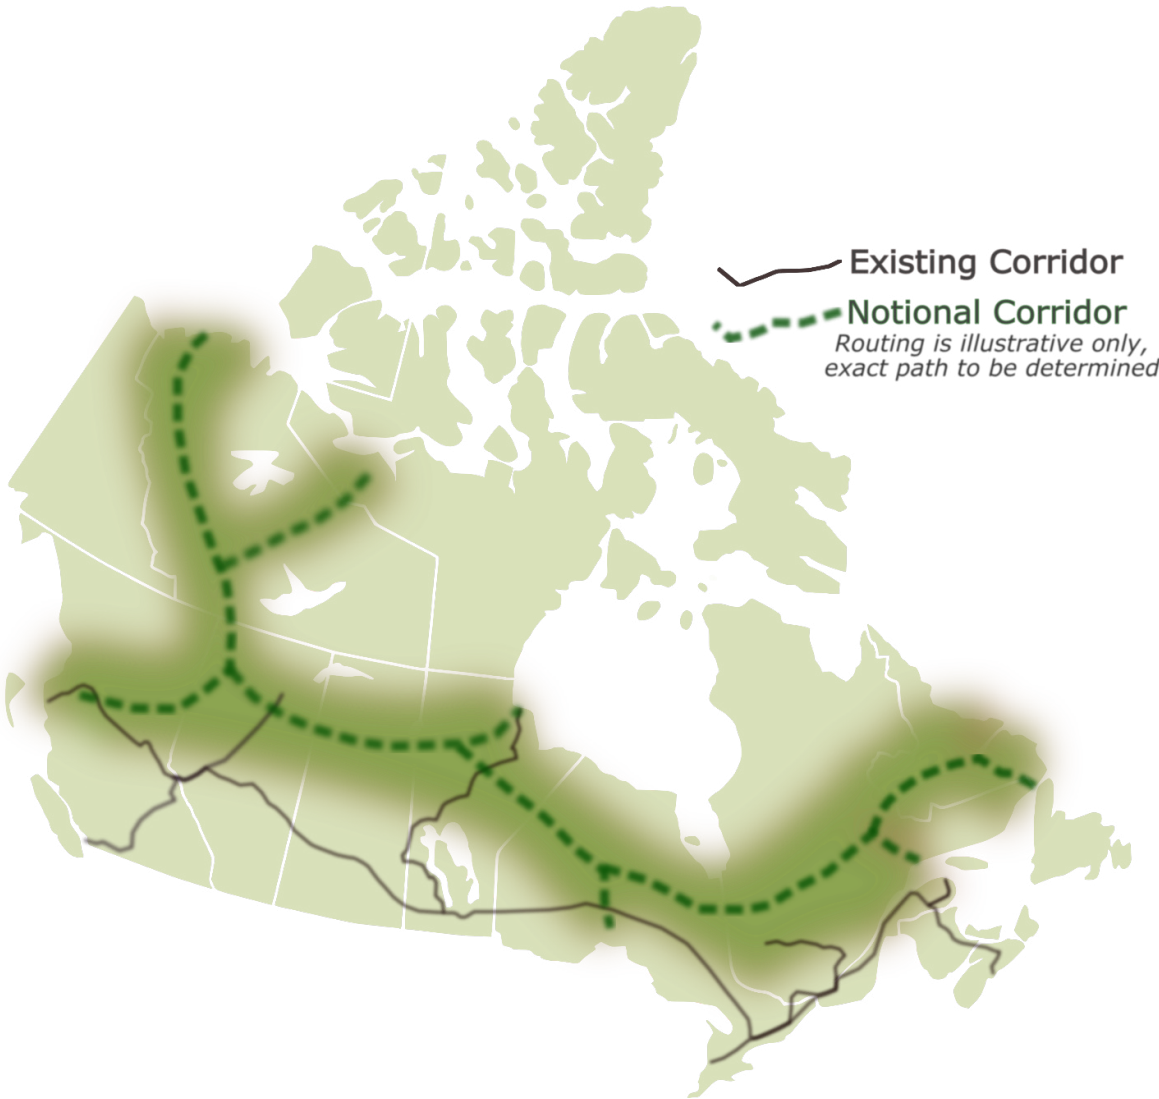 Existing Corridor
Notional Corridor
Routing is illustrative only,
exact path to be determined